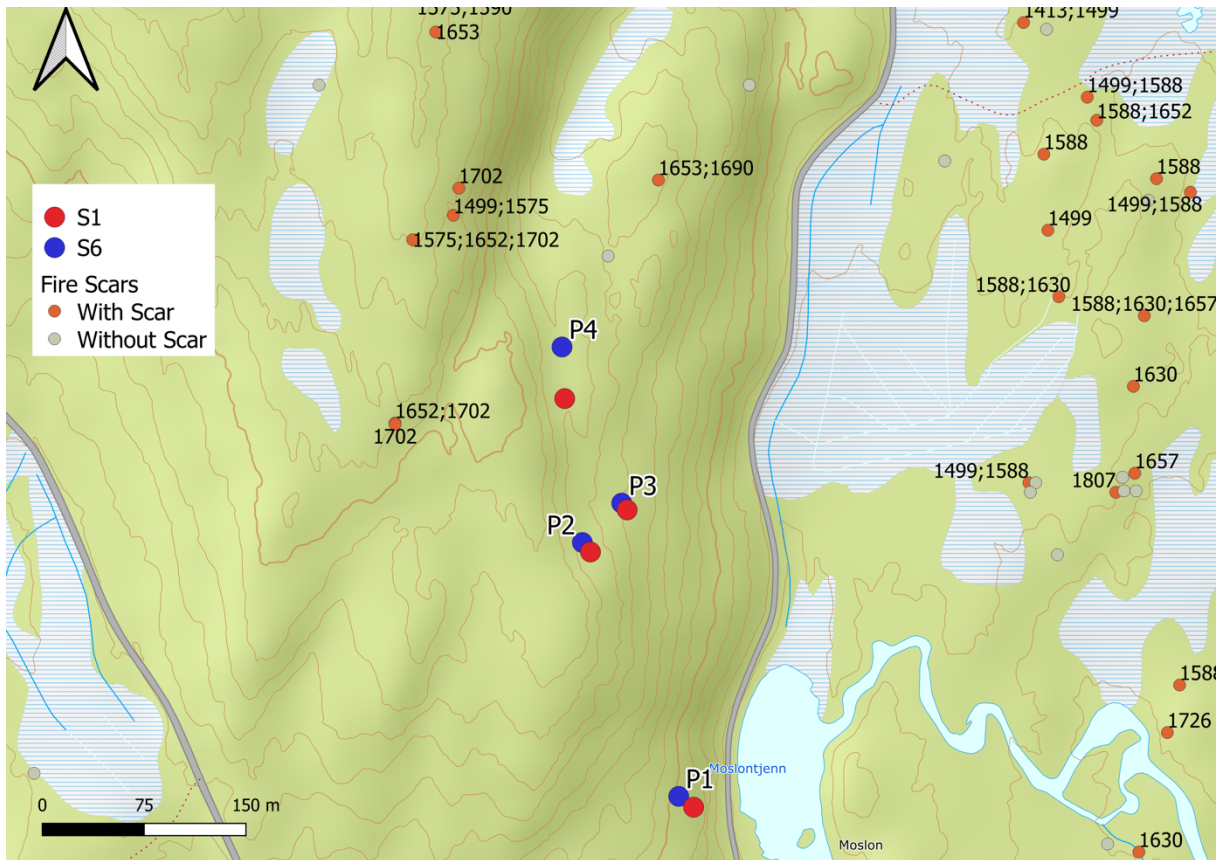 1575;1590
1653
1413;1499
1499;1588
1588;1652
1588
1588
1499;1588
1499
1702
1653;1690
1499;1575
1575;1652;1702
S1
S6
Fire Scars
With Scar
Without Scar
1588;1630
1588;1630;1657
P4
1630
1652;1702
1702
1499;1588
1657
1807
P3
P2
1588
1726
P1
Moslontjenn
Moslon
1630
0 75 150 m